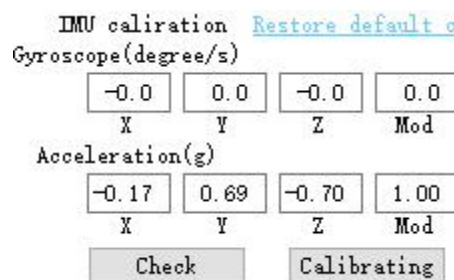 IMU caliration Restore default c
Gyroscope(degree/s)
-0.0 0.0 -0.0 0.0
X Y Z Mod
Acceleration(g)
-0.17 0.69 -0.70 1.00
X Y Z Mod
Check Calibrating